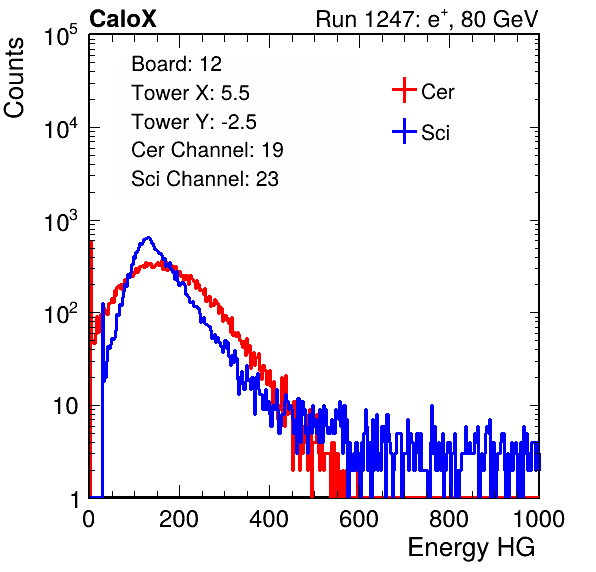 CaloX Run 1247: e⁺, 80 GeV
Counts
10⁵
10⁴
10³
10²
10
1
Board: 12
Tower X: 5.5
Tower Y: -2.5
Cer Channel: 19
Sci Channel: 23
Cer
Sci
0 200 400 600 800 1000
Energy HG